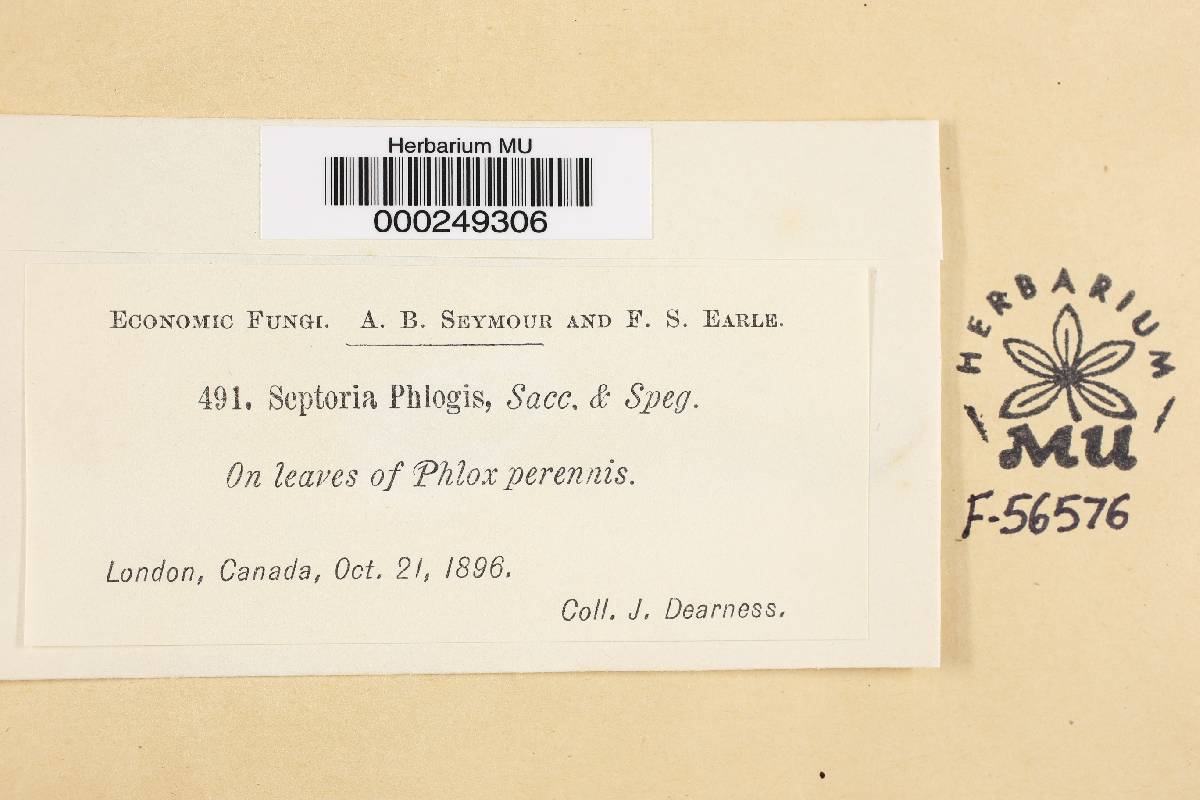 Herbarium MU
000249306
Economic Fungi. A. B. Seymour and F. S. Earle.
491. Septoria Phlogis, Sacc. & Speg.
On leaves of Phlox perennis.
London, Canada, Oct. 21, 1896.
Coll. J. Dearness.
HERBARIUM
MU
F-56576